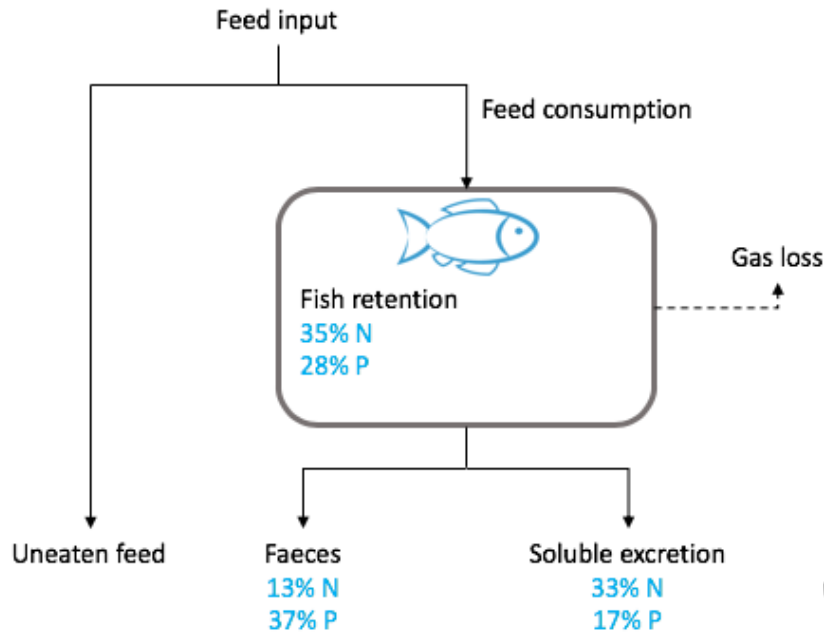 Feed input
Feed consumption
Gas loss
Fish retention
35% N
28% P
Uneaten feed
Faeces
Soluble excretion
13% N
33% N
37% P
17% P